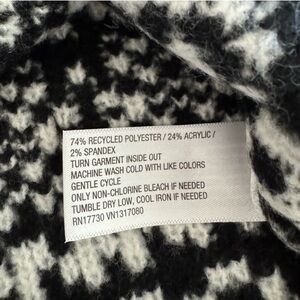 74% RECYCLED POLYESTER / 24% ACRYLIC /
2% SPANDEX
TURN GARMENT INSIDE OUT
MACHINE WASH COLD WITH LIKE COLORS
GENTLE CYCLE
ONLY NON-CHLORINE BLEACH IF NEEDED
TUMBLE DRY LOW, COOL IRON IF NEEDED
RN17730 VN1317080